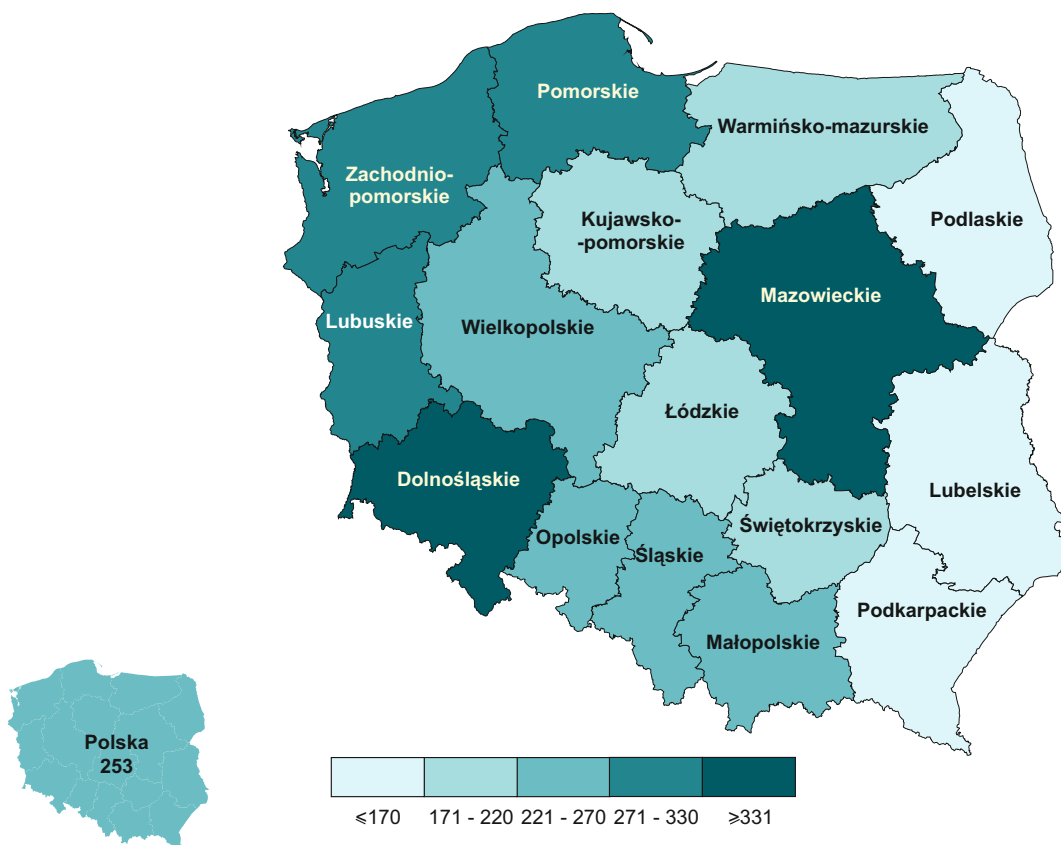 Pomorskie
Warmińsko-mazurskie
Zachodnio-
pomorskie
Kujawsko-
-pomorskie
Podlaskie
Mazowieckie
Lubuskie
Wielkopolskie
Łódzkie
Dolnośląskie
Lubelskie
Świętokrzyskie
Opolskie
Śląskie
Podkarpackie
Małopolskie
Polska
253
⩽170 171 - 220 221 - 270 271 - 330 ⩾331